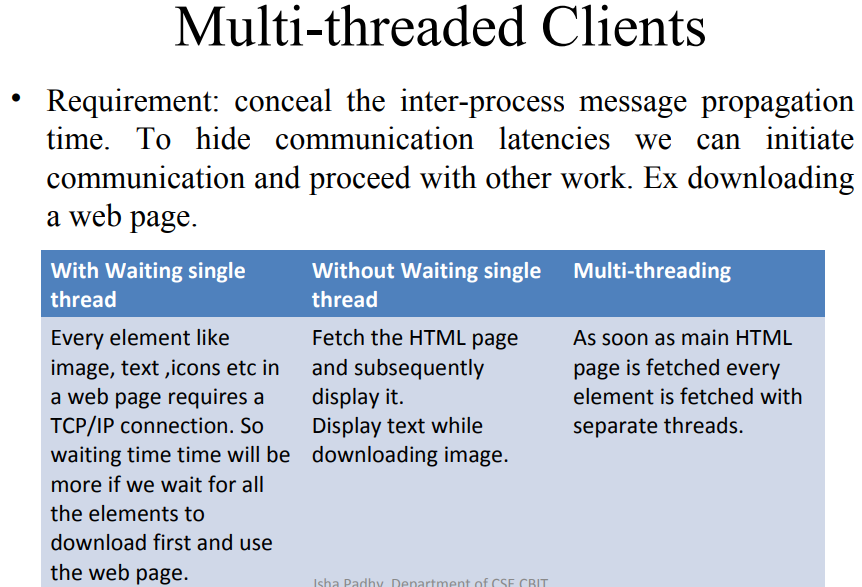 Multi-threaded Clients
• Requirement: conceal the inter-process message propagation
time. To hide communication latencies we can initiate
communication and proceed with other work. Ex downloading
a web page.
With Waiting single
thread
Without Waiting single
thread
Multi-threading
Every element like
image, text ,icons etc in
a web page requires a
TCP/IP connection. So
waiting time time will be
more if we wait for all
the elements to
download first and use
the web page.
Fetch the HTML page
and subsequently
display it.
Display text while
downloading image.
As soon as main HTML
page is fetched every
element is fetched with
separate threads.
Isha Padhy, Department of CSE CBIT